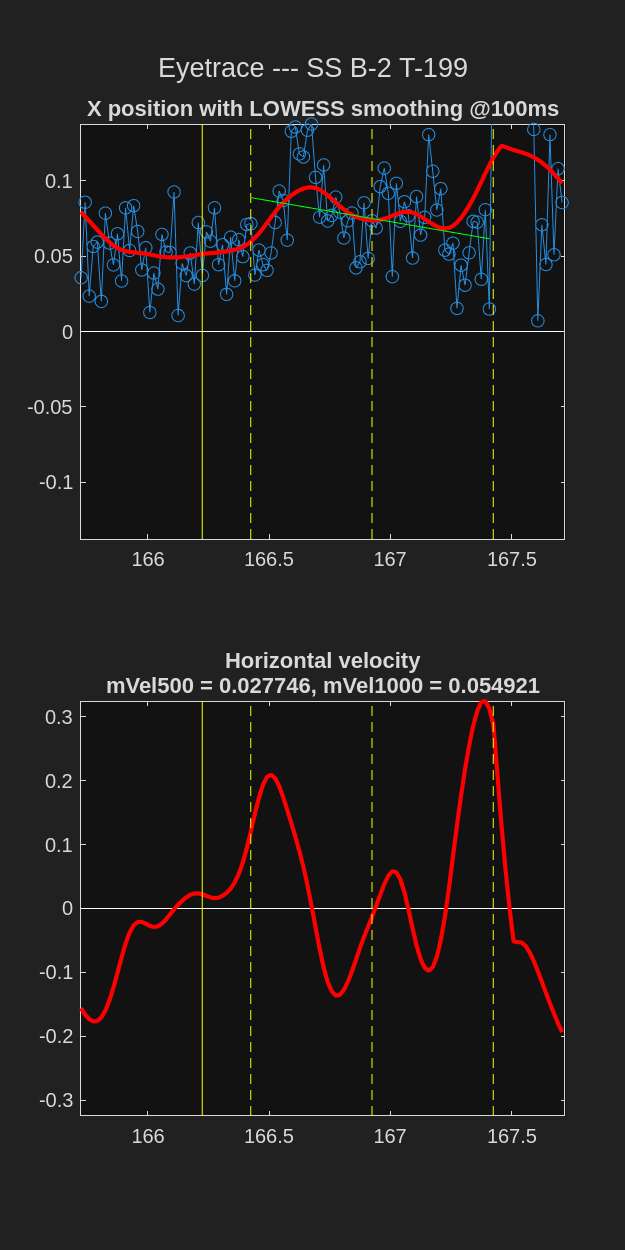 Eyetrace --- SS B-2 T-199
X position with LOWESS smoothing @100ms
0.1
0.05
0
-0.05
-0.1
166 166.5 167 167.5
Horizontal velocity
mVel500 = 0.027746, mVel1000 = 0.054921
0.3
0.2
0.1
0
-0.1
-0.2
-0.3
166 166.5 167 167.5